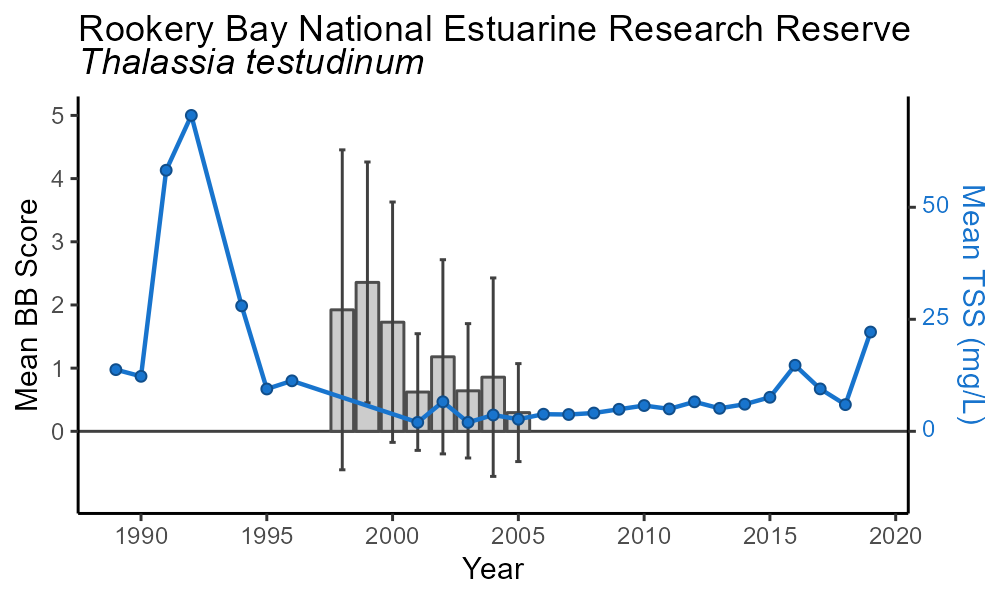 Rookery Bay National Estuarine Research Reserve
Thalassia testudinum
Mean BB Score
5
4
3
2
1
0
50
25
0
Mean TSS (mg/L)
1990 1995 2000 2005 2010 2015 2020
Year